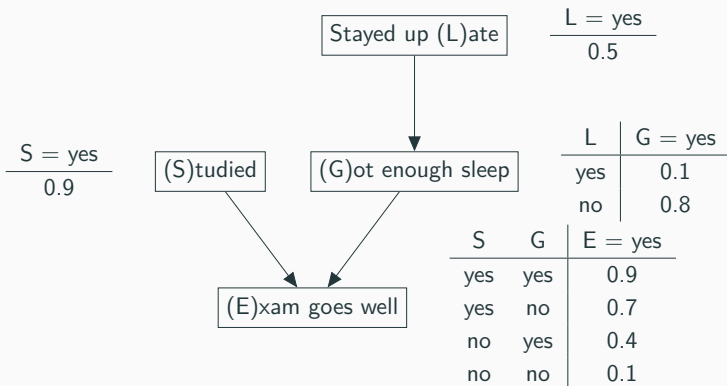 Stayed up (L)ate
L = yes
0.5
S = yes
0.9
(S)tudied
(G)ot enough sleep
L G = yes
yes 0.1
no 0.8
(E)xam goes well
S G E = yes
yes yes 0.9
yes no 0.7
no yes 0.4
no no 0.1